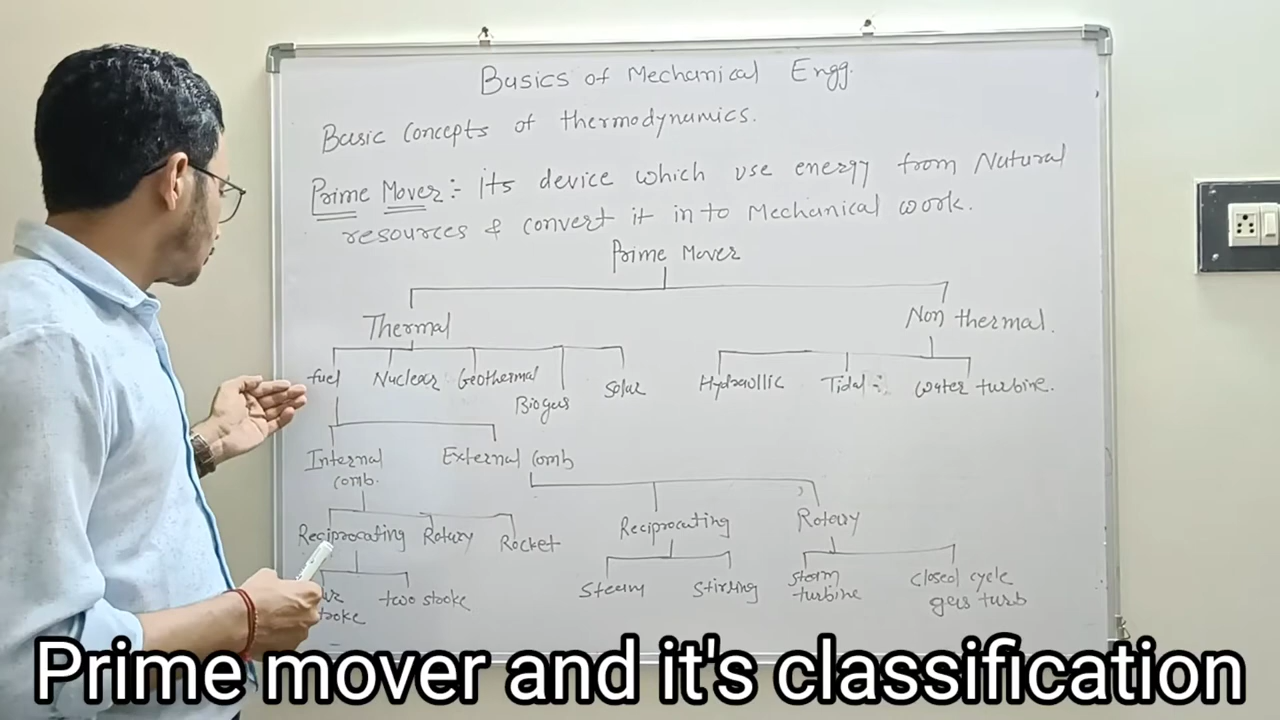 Basics of Mechanical Engg.
Basic Concepts of thermodynamics.
Prime Mover :- its device which use energy from Natural
resources & convert it in to Mechanical work.
Prime Mover
Thermal
Non thermal.
fuel Nuclear Geothermal Biogas Solar
Hydraullic Tidal :- water turbine.
Internal comb.
External comb
Reciprocating Rotary Rocket
Reciprocating
Rotary
two stroke
Steam Stirling
turbine
closed cycle
gas turb
Prime mover and it's classification